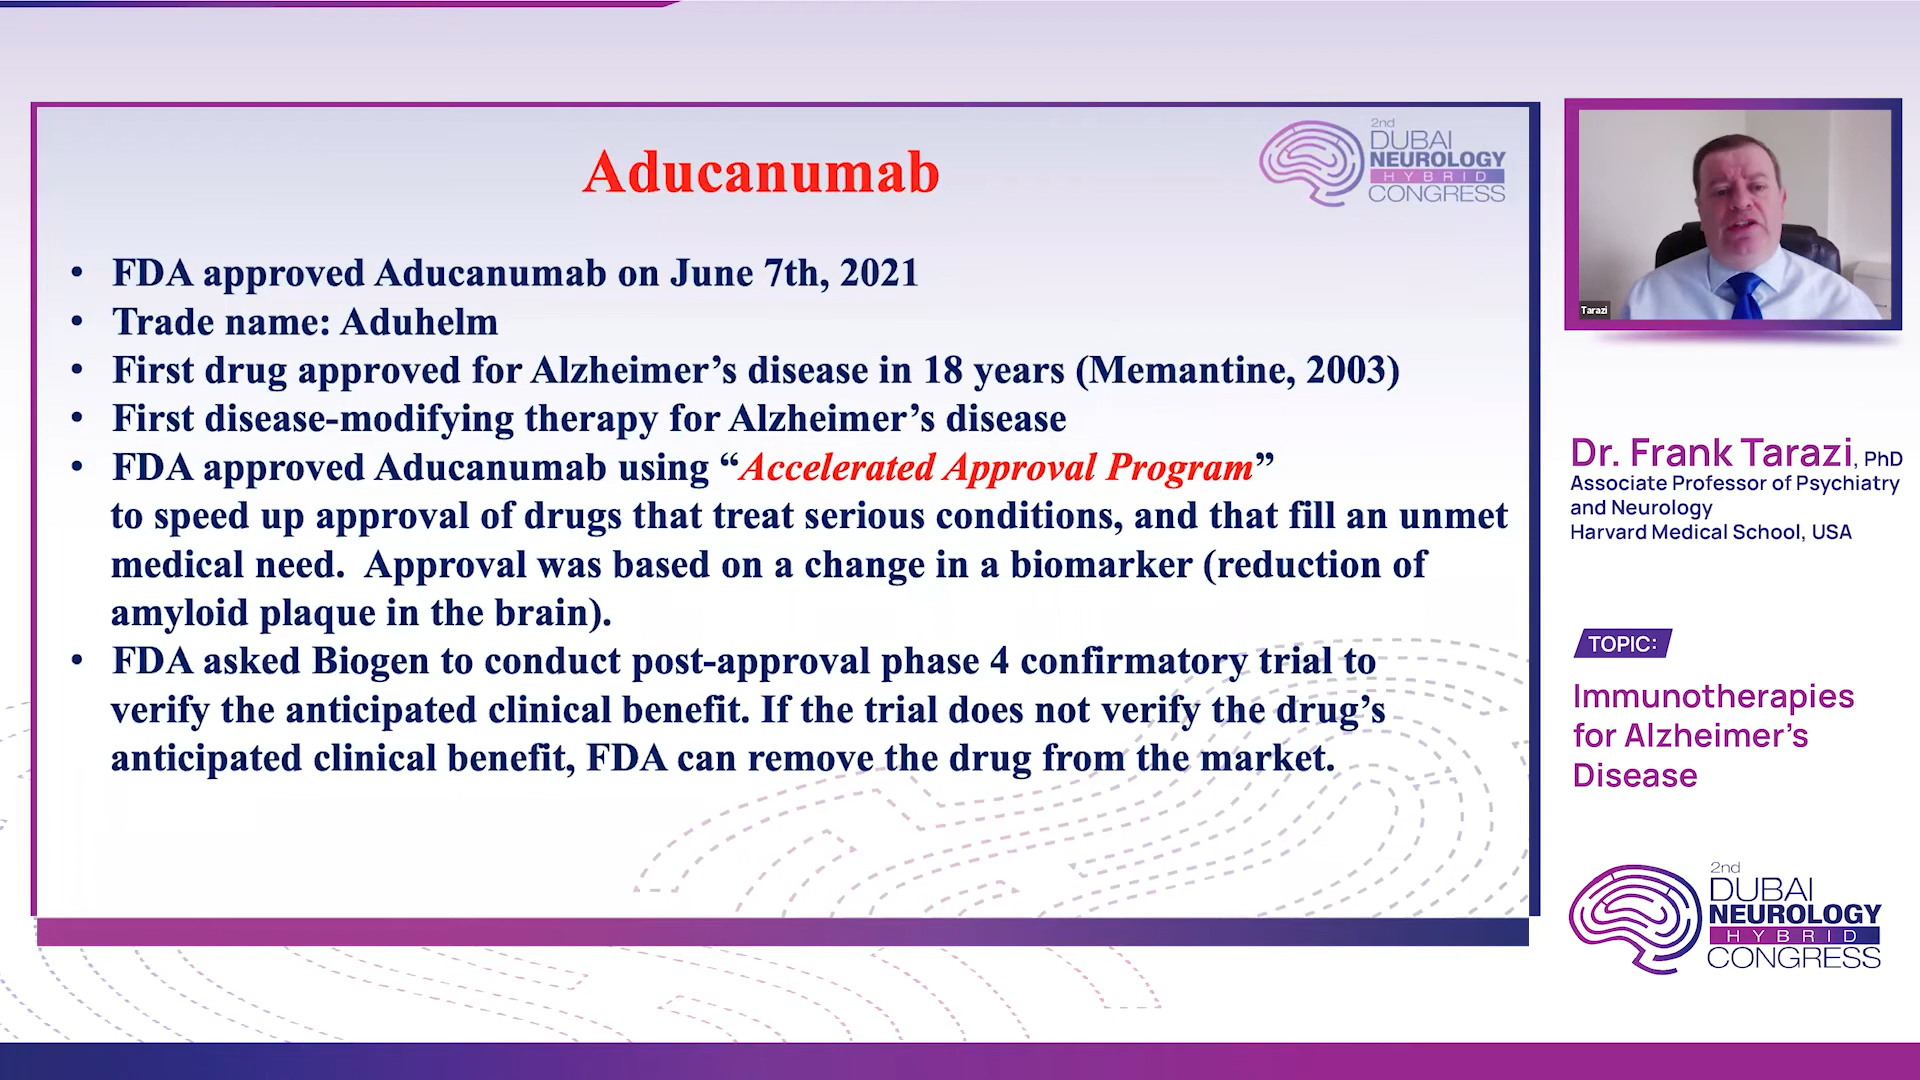 Aducanumab
2nd
DUBAI
NEUROLOGY
HYBRID
CONGRESS
• FDA approved Aducanumab on June 7th, 2021
• Trade name: Aduhelm
• First drug approved for Alzheimer’s disease in 18 years (Memantine, 2003)
• First disease-modifying therapy for Alzheimer’s disease
• FDA approved Aducanumab using “Accelerated Approval Program”
to speed up approval of drugs that treat serious conditions, and that fill an unmet
medical need. Approval was based on a change in a biomarker (reduction of
amyloid plaque in the brain).
• FDA asked Biogen to conduct post-approval phase 4 confirmatory trial to
verify the anticipated clinical benefit. If the trial does not verify the drug’s
anticipated clinical benefit, FDA can remove the drug from the market.
Tarazi
Dr. Frank Tarazi, PhD
Associate Professor of Psychiatry
and Neurology
Harvard Medical School, USA
TOPIC:
Immunotherapies
for Alzheimer’s
Disease
2nd
DUBAI
NEUROLOGY
HYBRID
CONGRESS